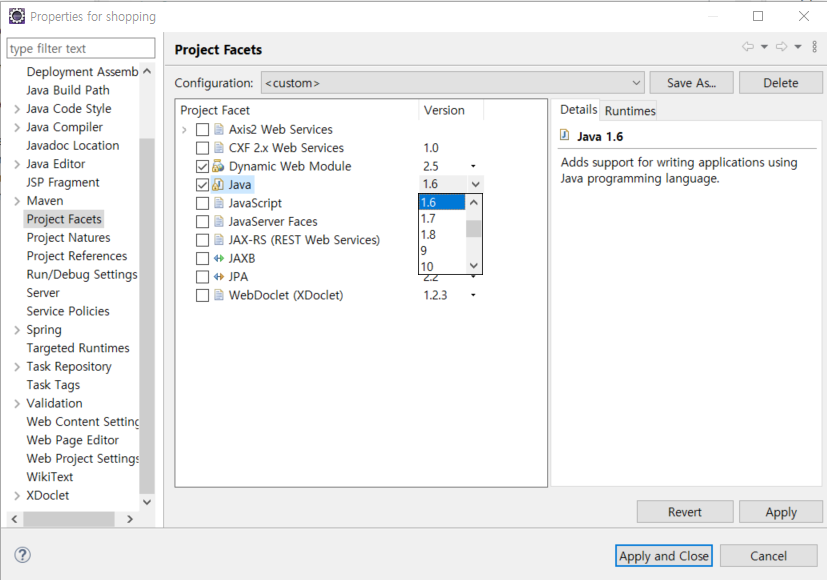 Properties for shopping
type filter text
Deployment Assemb
Java Build Path
Java Code Style
Java Compiler
Javadoc Location
Java Editor
JSP Fragment
Maven
Project Facets
Project Natures
Project References
Run/Debug Settings
Server
Service Policies
Spring
Targeted Runtimes
Task Repository
Task Tags
Validation
Web Content Setting
Web Page Editor
Web Project Settings
WikiText
XDoclet
Project Facets
Configuration: <custom> Save As... Delete
Project Facet Version
Axis2 Web Services
CXF 2.x Web Services 1.0
Dynamic Web Module 2.5
Java 1.6
JavaScript
JavaServer Faces
JAX-RS (REST Web Services)
JAXB
JPA 2.2
WebDoclet (XDoclet) 1.2.3
1.6
1.7
1.8
9
10
Details Runtimes
Java 1.6
Adds support for writing applications using
Java programming language.
Revert Apply
? Apply and Close Cancel